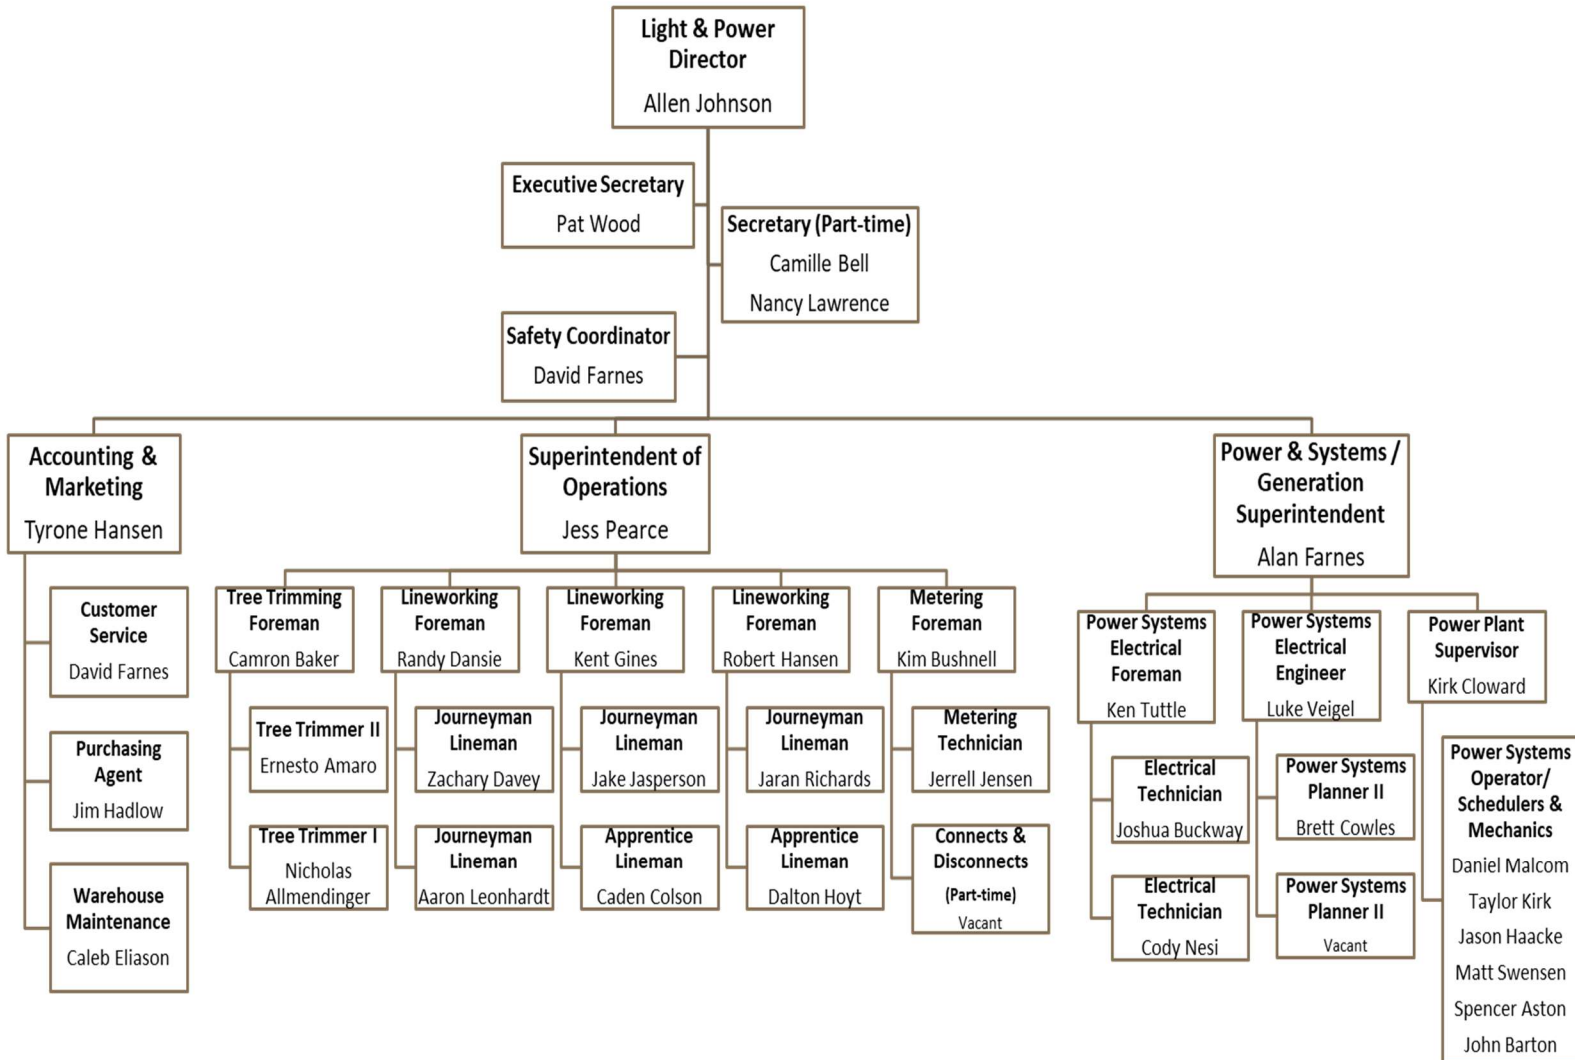 Light & Power
Director
Allen Johnson
Executive Secretary
Pat Wood
Secretary (Part-time)
Camille Bell
Nancy Lawrence
Safety Coordinator
David Farnes
Accounting &
Marketing
Tyrone Hansen
Customer
Service
David Farnes
Purchasing
Agent
Jim Hadlow
Warehouse
Maintenance
Caleb Eliason
Superintendent of
Operations
Jess Pearce
Tree Trimming
Foreman
Camron Baker
Tree Trimmer II
Ernesto Amaro
Tree Trimmer I
Nicholas
Allmendinger
Lineworking
Foreman
Randy Dansie
Journeyman
Lineman
Zachary Davey
Journeyman
Lineman
Aaron Leonhardt
Lineworking
Foreman
Kent Gines
Journeyman
Lineman
Jake Jasperson
Apprentice
Lineman
Caden Colson
Lineworking
Foreman
Robert Hansen
Journeyman
Lineman
Jaran Richards
Apprentice
Lineman
Dalton Hoyt
Metering
Foreman
Kim Bushnell
Metering
Technician
Jerrell Jensen
Connects &
Disconnects
(Part-time)
Vacant
Power & Systems /
Generation
Superintendent
Alan Farnes
Power Systems
Electrical
Foreman
Ken Tuttle
Electrical
Technician
Joshua Buckway
Electrical
Technician
Cody Nesi
Power Systems
Electrical
Engineer
Luke Veigel
Power Systems
Planner II
Brett Cowles
Power Systems
Planner II
Vacant
Power Plant
Supervisor
Kirk Cloward
Power Systems
Operator/
Schedulers &
Mechanics
Daniel Malcom
Taylor Kirk
Jason Haacke
Matt Swensen
Spencer Aston
John Barton